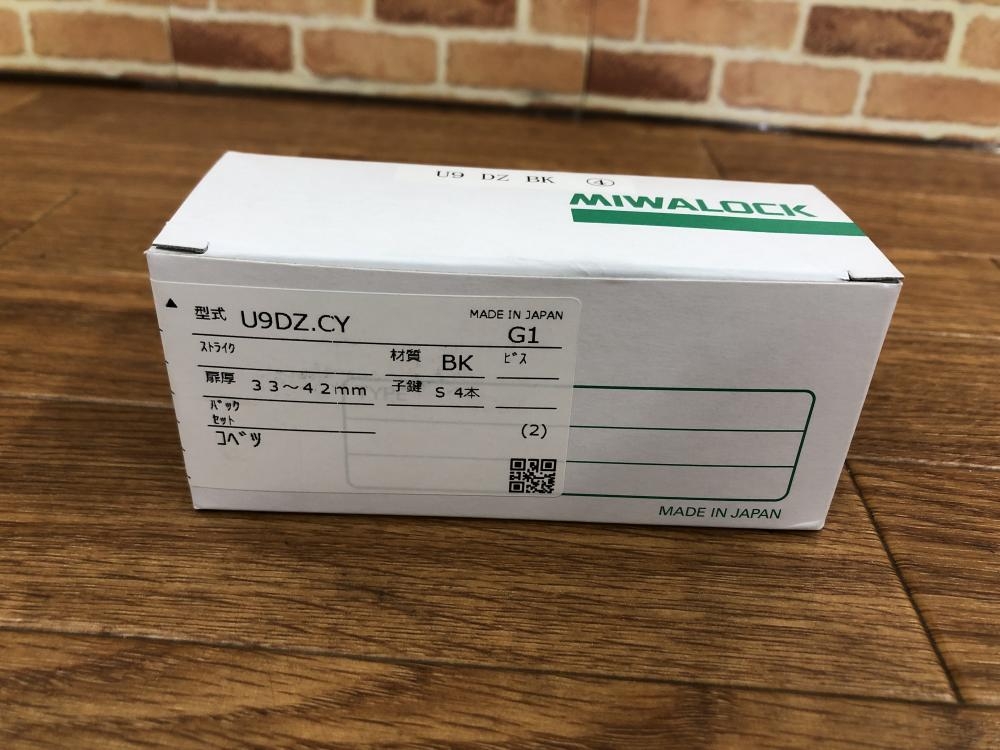 U9 DZ BK ④
MIWALOCK
▲ 型式 U9DZ.CY MADE IN JAPAN
G1
ストライク 材質 BK ビス
扉厚 33～42mm 子鍵 S 4本
バック
セット
コベツ (2)
MADE IN JAPAN